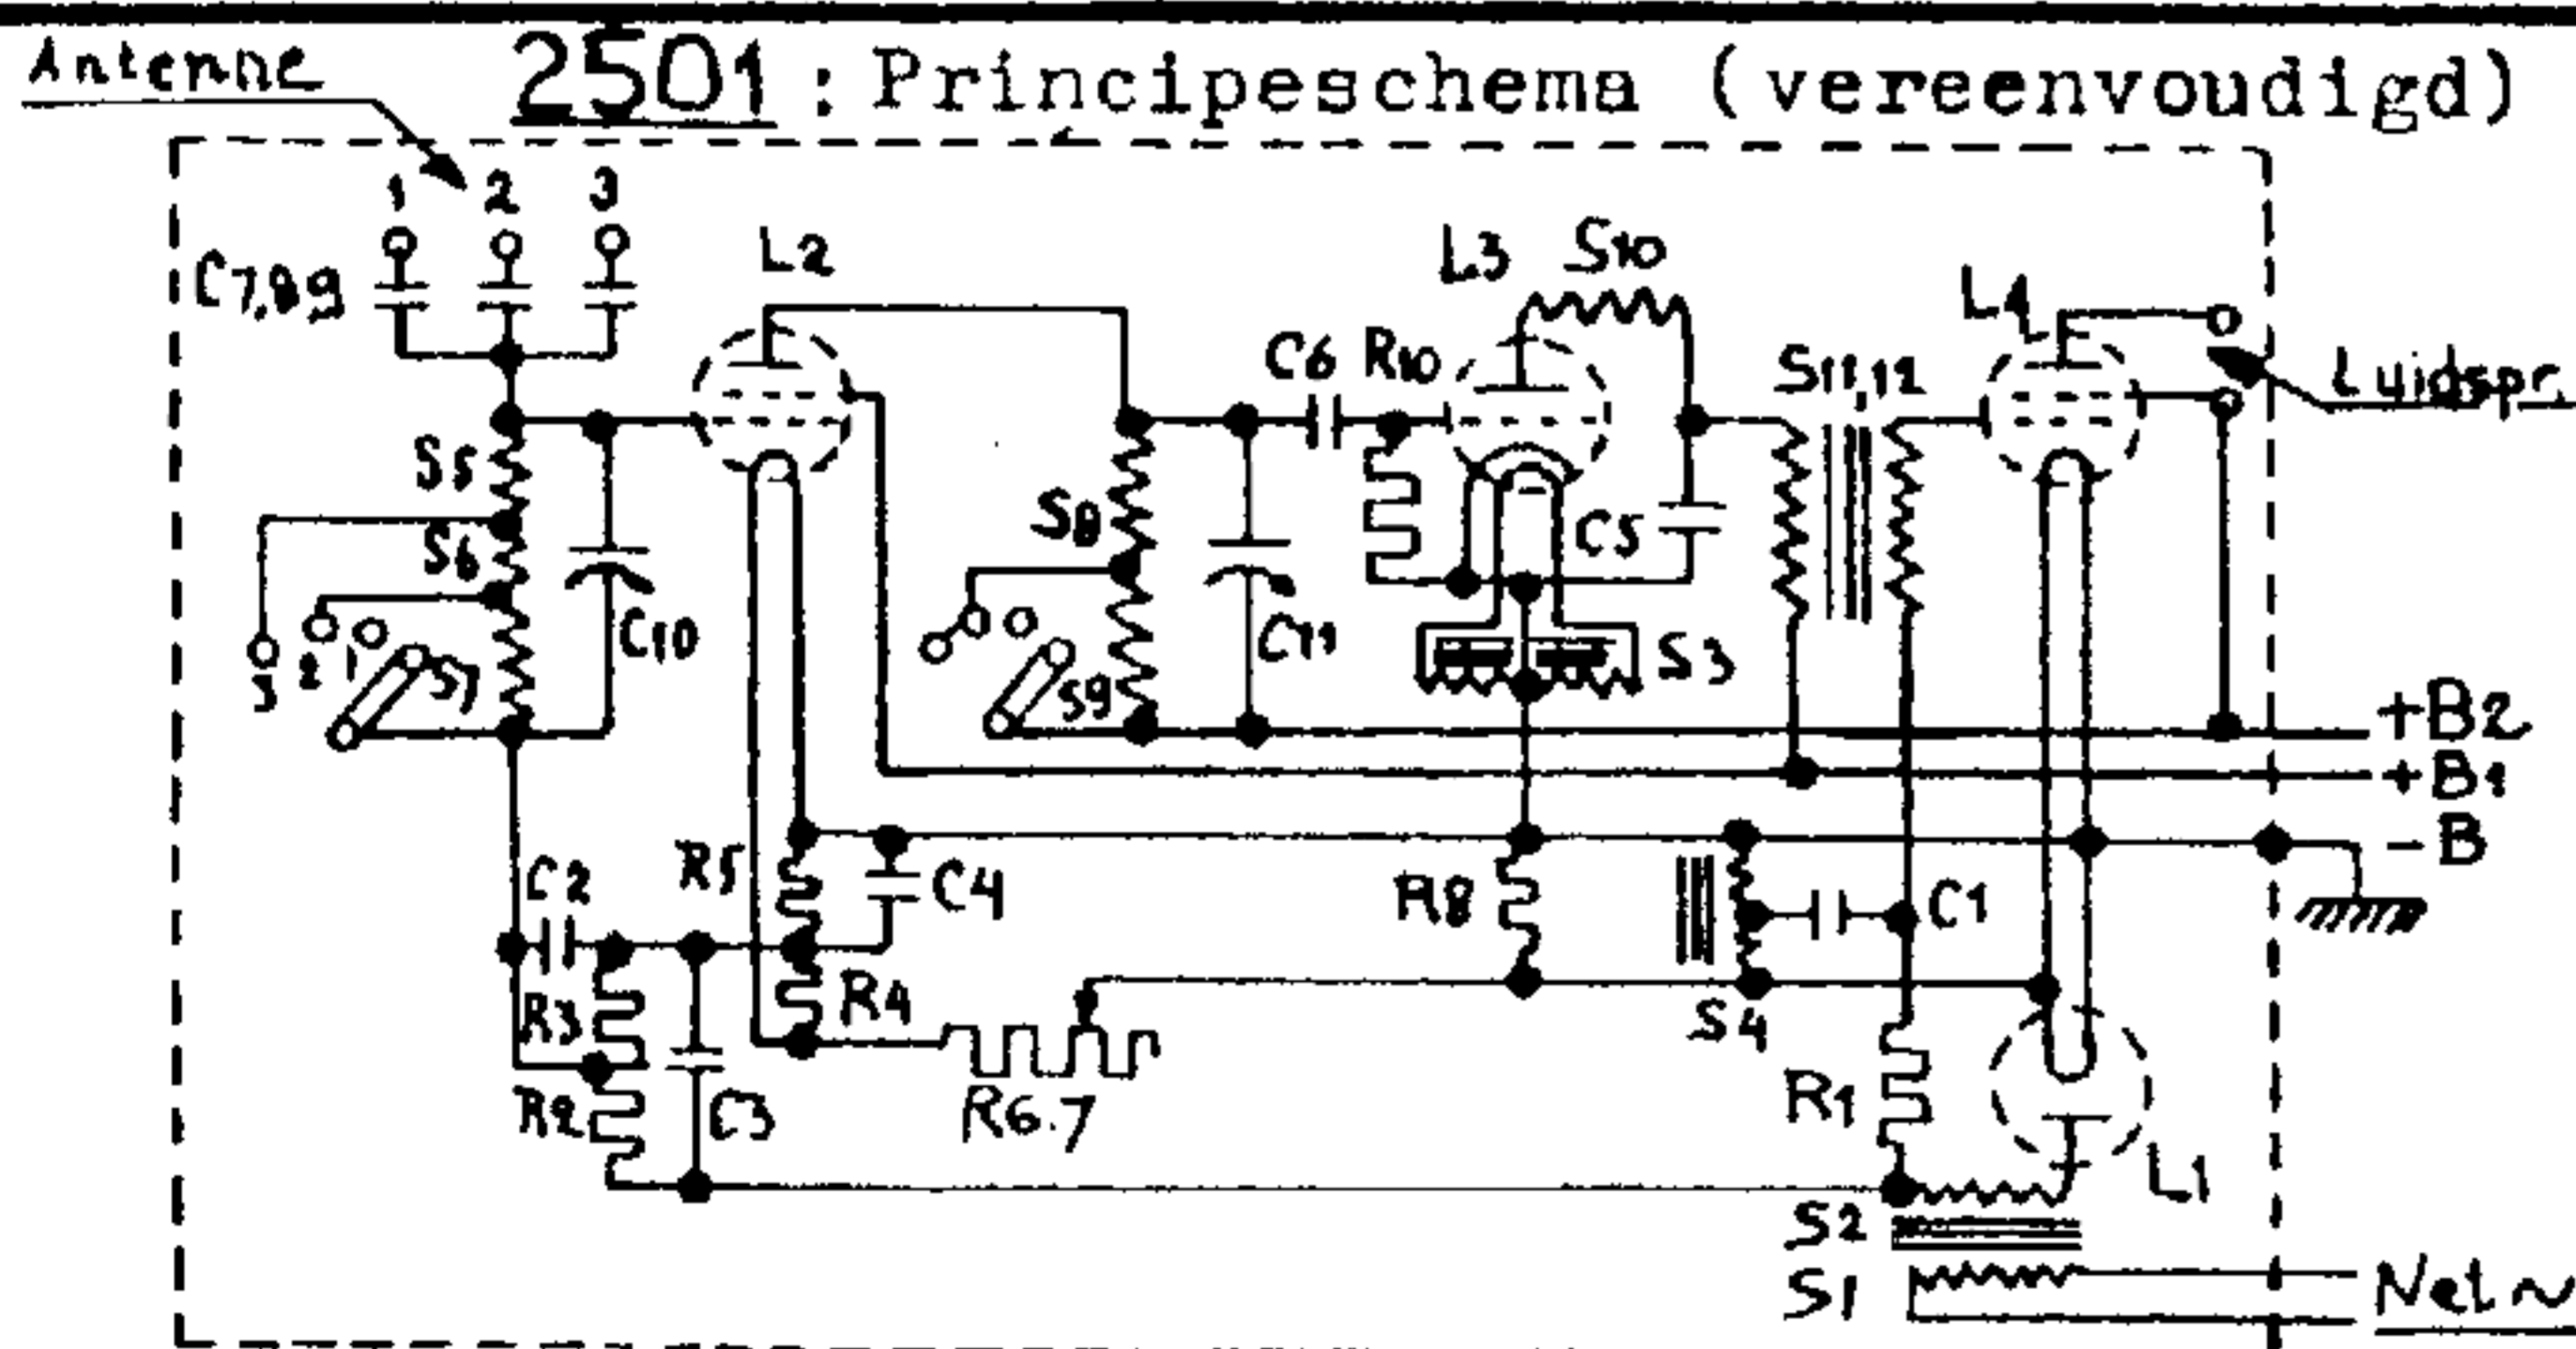 Antenne
2501 : Principeschema (vereenvoudigd)
1 2 3
C7,89
L2
L3
S10
L4
C6 R10
S11,12
Luidspr.
S5
S6
S8
C5
C10
C11
S3
3 2 1
S7
S9
+B2
+B1
-B
R5
C2
C4
R8
C1
R3
R4
S4
R2
C3
R6.7
R1
L1
S2
S1
Net ~